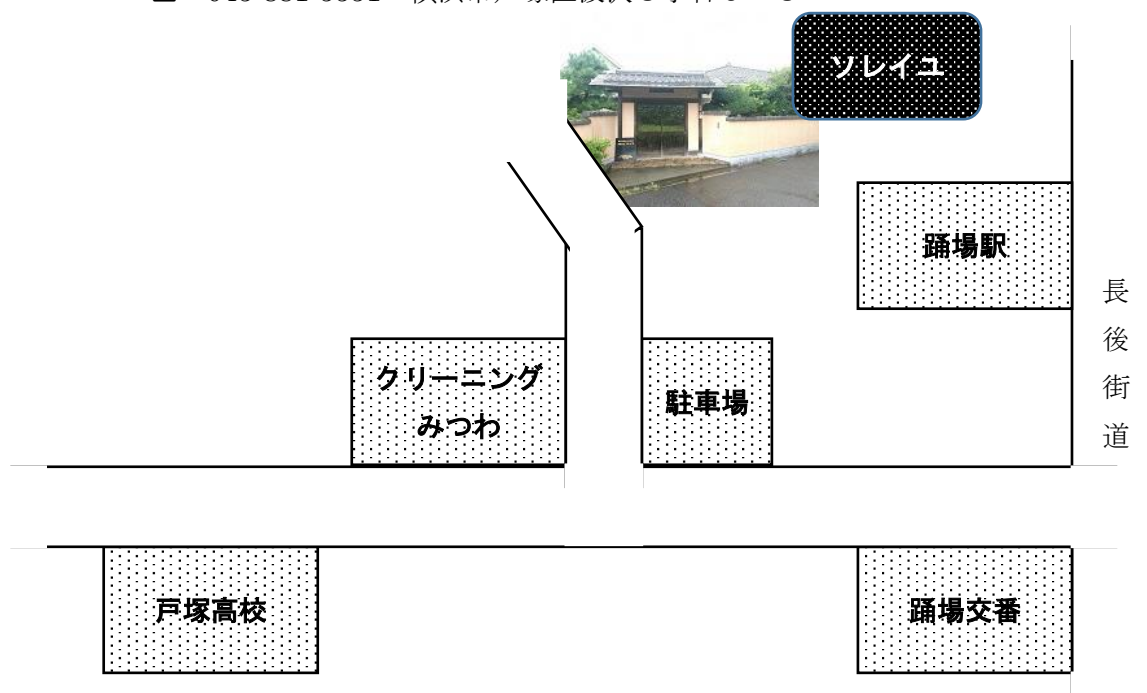 ソレイユ
踊場駅
長後街道
クリーニング
みつわ
駐車場
戸塚高校
踊場交番